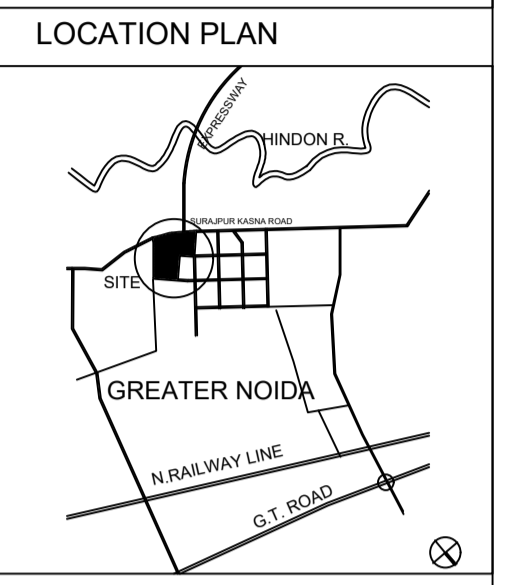 LOCATION PLAN
EXPRESSWAY
HINDON R.
SURAJPUR KASNA ROAD
SITE
GREATER NOIDA
N.RAILWAY LINE
G.T. ROAD